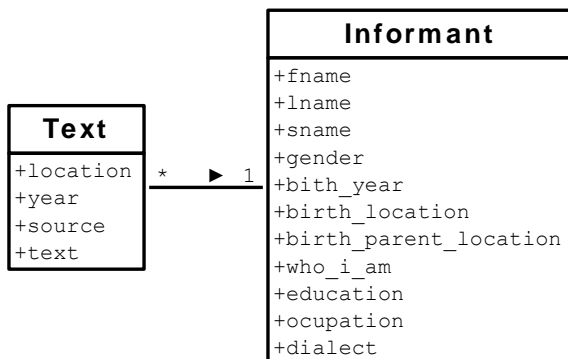 Informant
+fname
+lname
+sname
+gender
+bith_year
+birth_location
+birth_parent_location
+who_i_am
+education
+ocupation
+dialect
Text
+location
+year
+source
+text
* ► 1